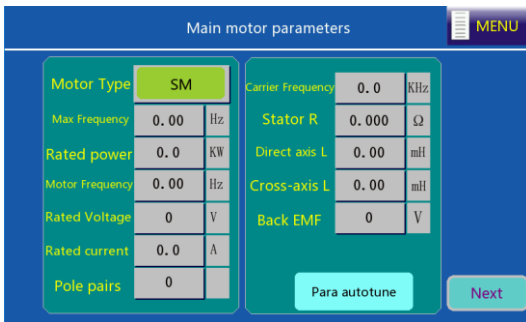 Main motor parameters
MENU
Motor Type SM
Max Frequency 0.00 Hz
Rated power 0.0 KW
Motor Frequency 0.00 Hz
Rated Voltage 0 V
Rated current 0.0 A
Pole pairs 0
Carrier Frequency 0.0 KHz
Stator R 0.000 Ω
Direct axis L 0.00 mH
Cross-axis L 0.00 mH
Back EMF 0 V
Para autotune
Next